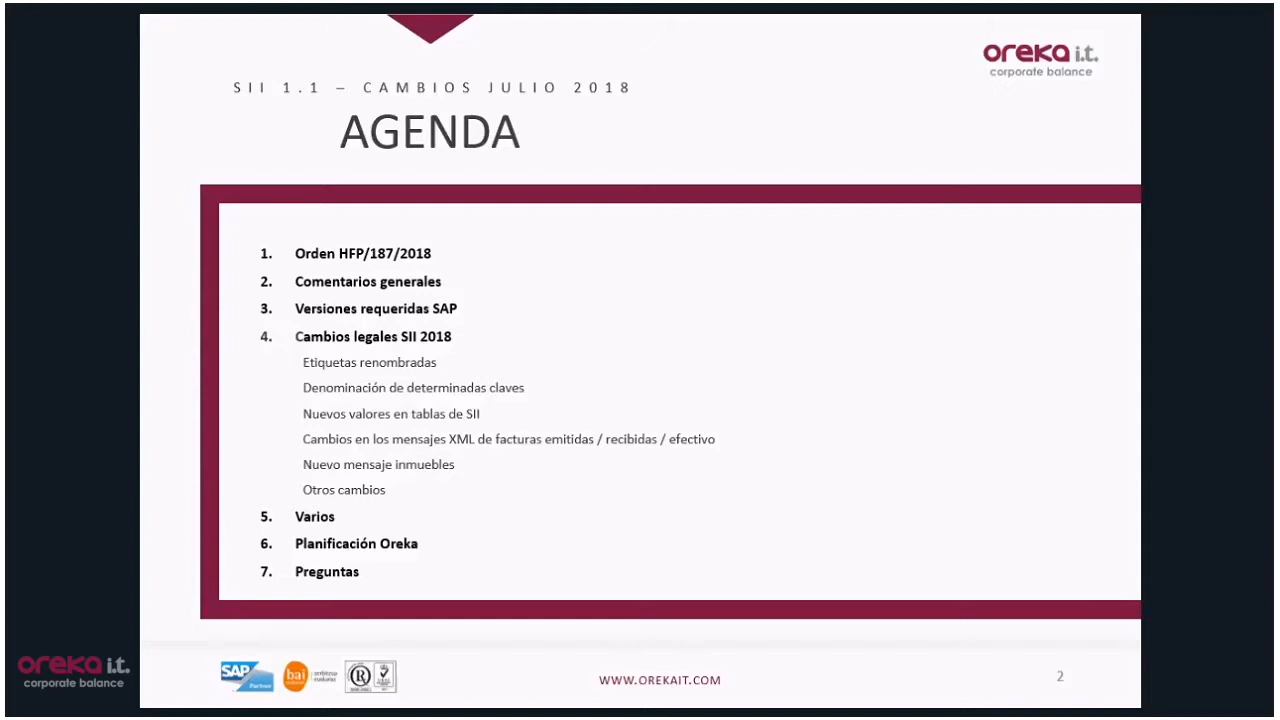 oreka i.t.
corporate balance
SII 1.1 – CAMBIOS JULIO 2018
AGENDA
1. Orden HFP/187/2018
2. Comentarios generales
3. Versiones requeridas SAP
4. Cambios legales SII 2018
Etiquetas renombradas
Denominación de determinadas claves
Nuevos valores en tablas de SII
Cambios en los mensajes XML de facturas emitidas / recibidas / efectivo
Nuevo mensaje inmuebles
Otros cambios
5. Varios
6. Planificación Oreka
7. Preguntas
oreka i.t.
corporate balance
SAP Partner
bai
WWW.OREKAIT.COM
2